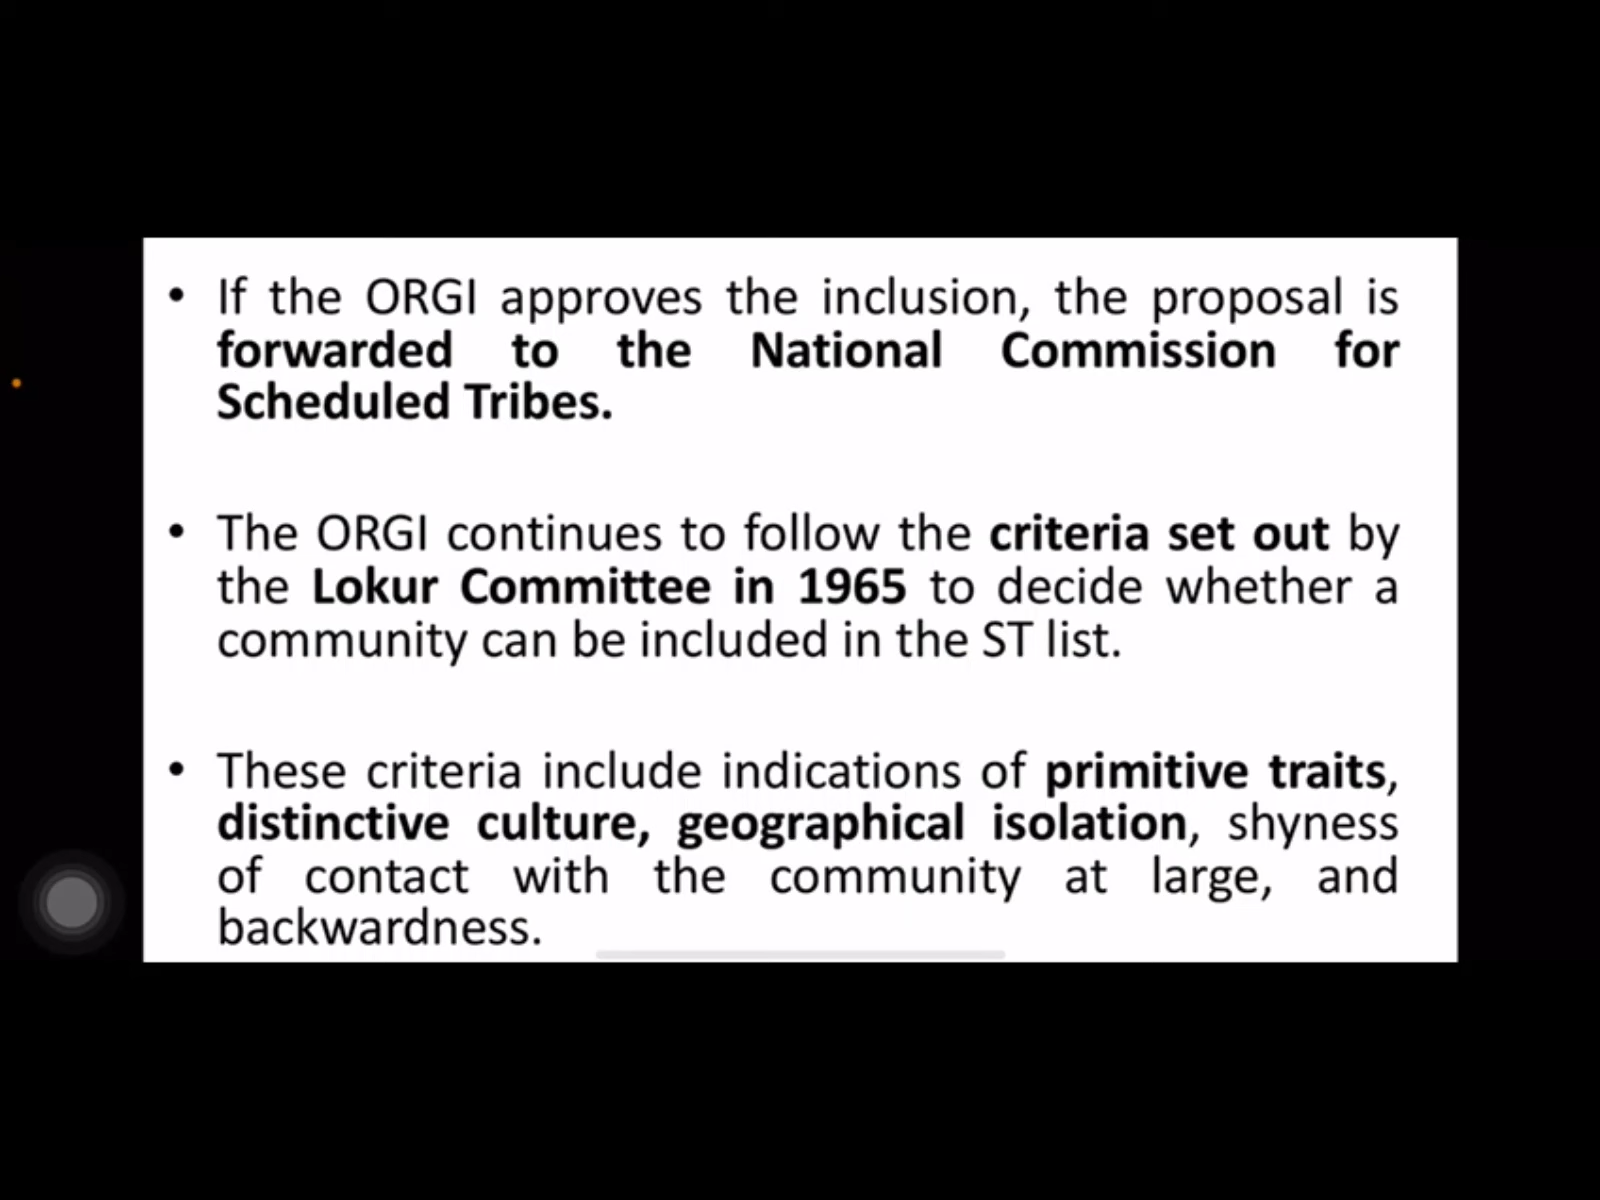 • If the ORGI approves the inclusion, the proposal is
forwarded to the National Commission for
Scheduled Tribes.
• The ORGI continues to follow the criteria set out by
the Lokur Committee in 1965 to decide whether a
community can be included in the ST list.
• These criteria include indications of primitive traits,
distinctive culture, geographical isolation, shyness
of contact with the community at large, and
backwardness.